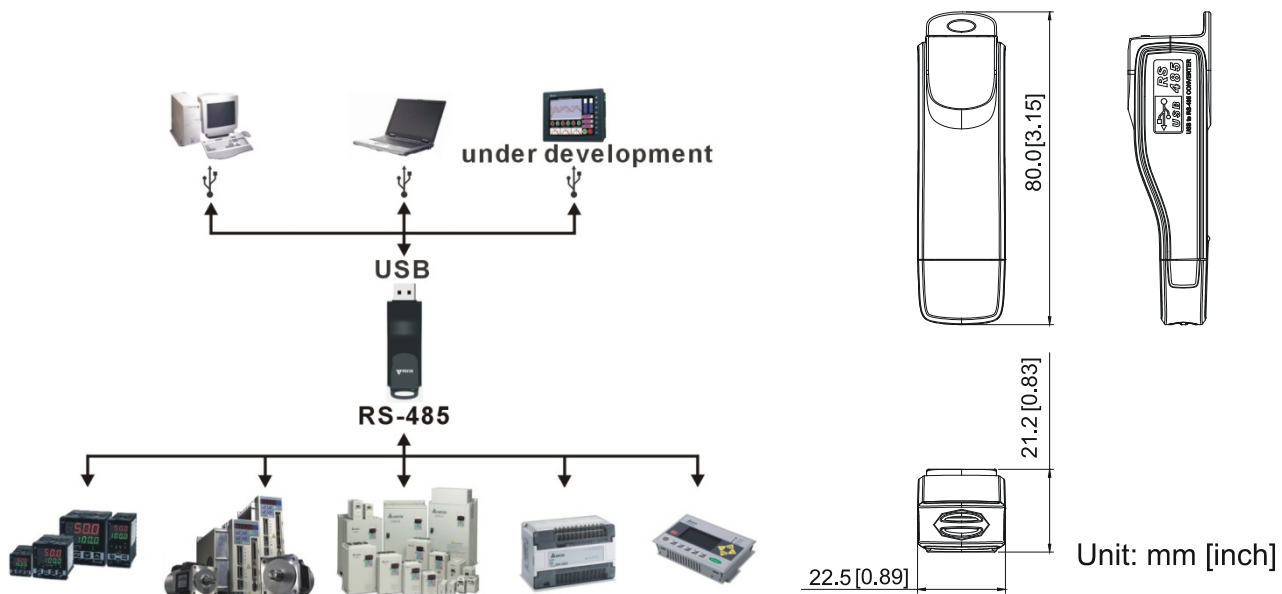 under development
USB
RS-485
80.0[3.15]
RS 485
USB
USB to RS-485 CONVERTER
21.2 [0.83]
22.5 [0.89]
Unit: mm [inch]